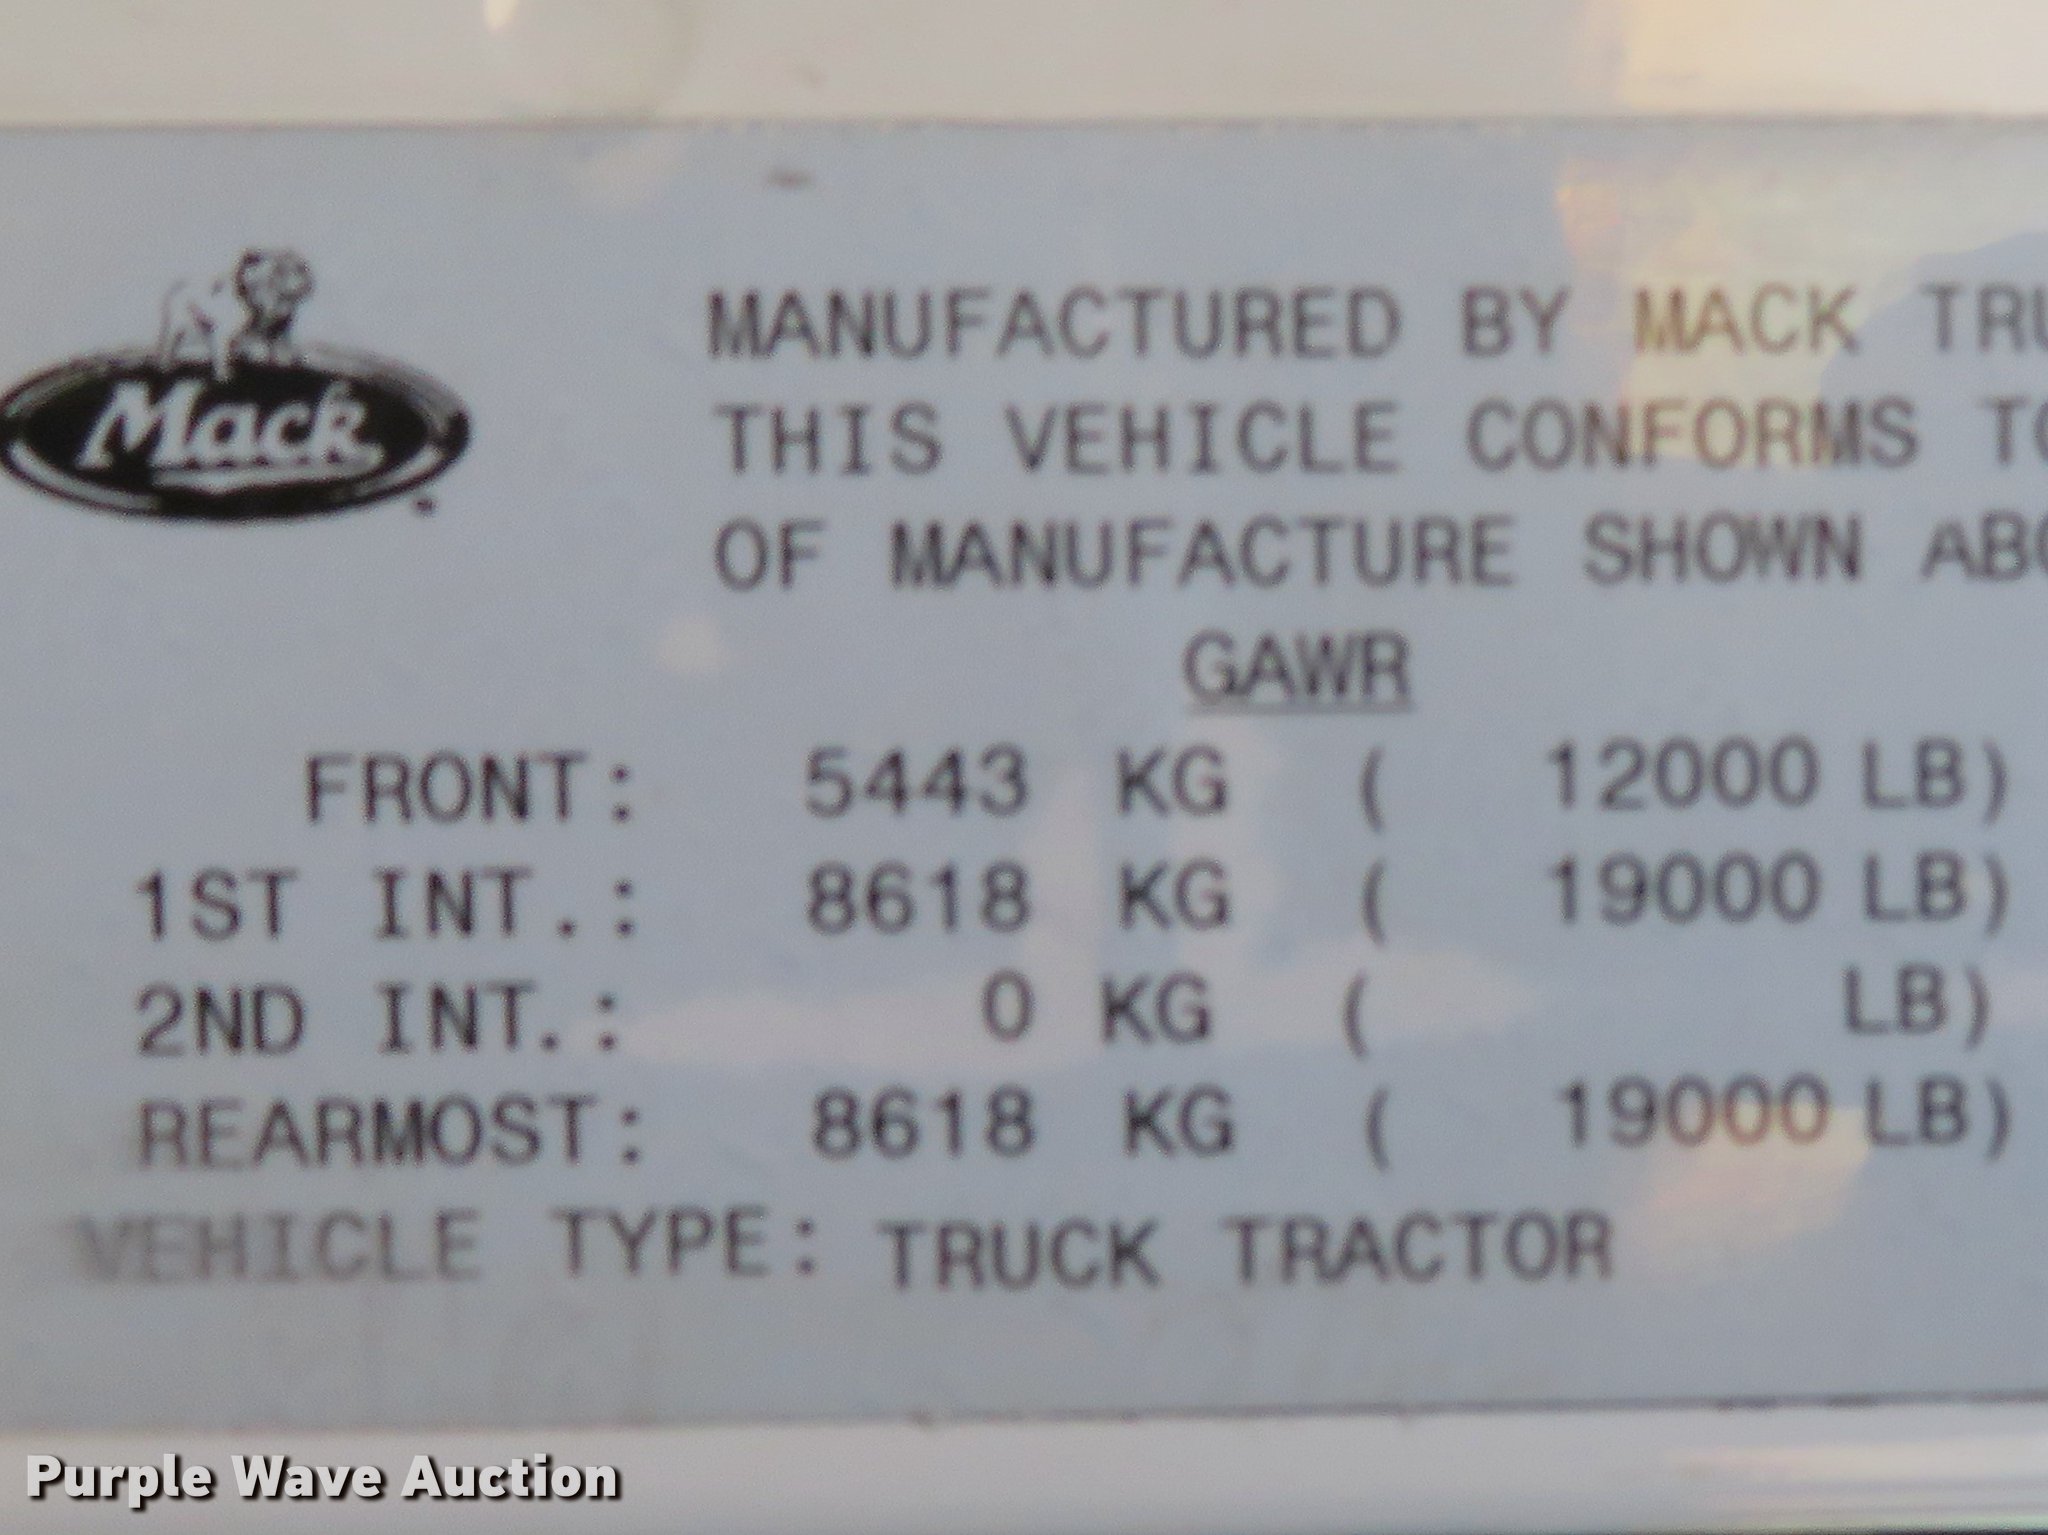 Mack
MANUFACTURED BY MACK TRU
THIS VEHICLE CONFORMS TO
OF MANUFACTURE SHOWN ABO
GAWR
FRONT: 5443 KG ( 12000 LB)
1ST INT.: 8618 KG ( 19000 LB)
2ND INT.: 0 KG ( LB)
REARMOST: 8618 KG ( 19000 LB)
VEHICLE TYPE: TRUCK TRACTOR
Purple Wave Auction